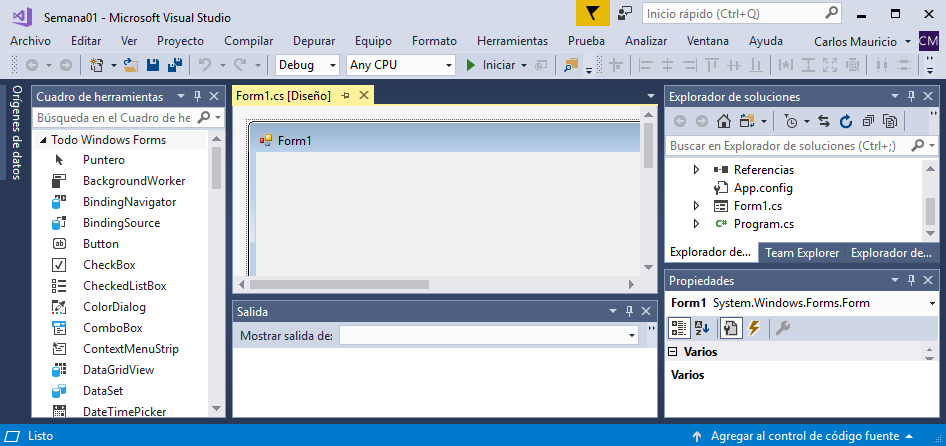 Semana01 - Microsoft Visual Studio
Inicio rápido (Ctrl+Q)
Archivo Editar Ver Proyecto Compilar Depurar Equipo Formato Herramientas Prueba Analizar Ventana Ayuda Carlos Mauricio CM
Debug Any CPU Iniciar
Orígenes de datos
Cuadro de herramientas
Búsqueda en el Cuadro de he
Todo Windows Forms
Puntero
BackgroundWorker
BindingNavigator
BindingSource
Button
CheckBox
CheckedListBox
ColorDialog
ComboBox
ContextMenuStrip
DataGridView
DataSet
DateTimePicker
Form1.cs [Diseño]
Form1
Salida
Mostrar salida de:
Explorador de soluciones
Buscar en Explorador de soluciones (Ctrl+;)
Referencias
App.config
Form1.cs
C# Program.cs
Explorador de... Team Explorer Explorador de...
Propiedades
Form1 System.Windows.Forms.Form
Varios
Varios
Listo
Agregar al control de código fuente